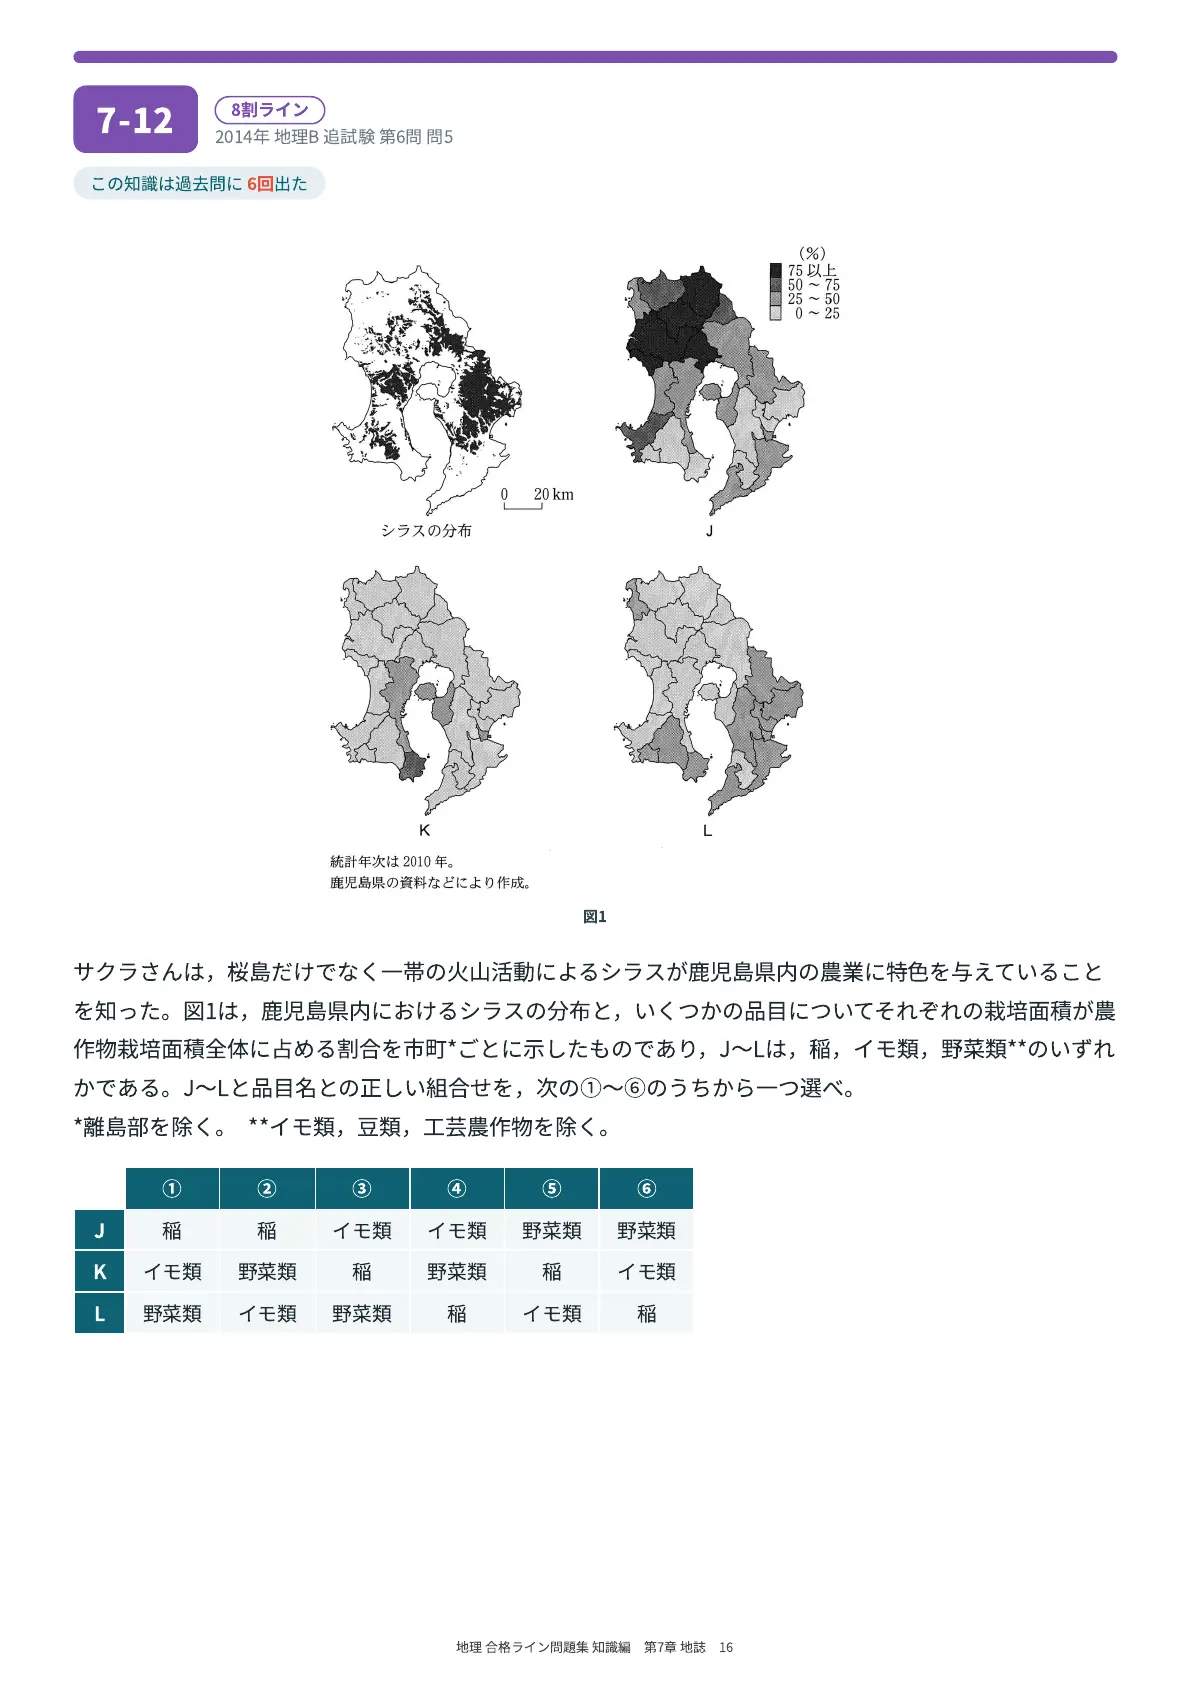 7-12
8割ライン
2014年 地理B 追試験 第6問 問5
この知識は過去問に 6回出た
(%)
75 以上
50 ~ 75
25 ~ 50
0 ~ 25
0 20 km
シラスの分布
J
K
L
統計年次は 2010 年。
鹿児島県の資料などにより作成。
図1
サクラさんは，桜島だけでなく一帯の火山活動によるシラスが鹿児島県内の農業に特色を与えていること
を知った。図1は，鹿児島県内におけるシラスの分布と，いくつかの品目についてそれぞれの栽培面積が農
作物栽培面積全体に占める割合を市町*ごとに示したものであり，J〜Lは，稲，イモ類，野菜類**のいずれ
かである。J〜Lと品目名との正しい組合せを，次の①〜⑥のうちから一つ選べ。
*離島部を除く。 **イモ類，豆類，工芸農作物を除く。
① ② ③ ④ ⑤ ⑥
J 稲 稲 イモ類 イモ類 野菜類 野菜類
K イモ類 野菜類 稲 野菜類 稲 イモ類
L 野菜類 イモ類 野菜類 稲 イモ類 稲
地理 合格ライン問題集 知識編 第7章 地誌 16